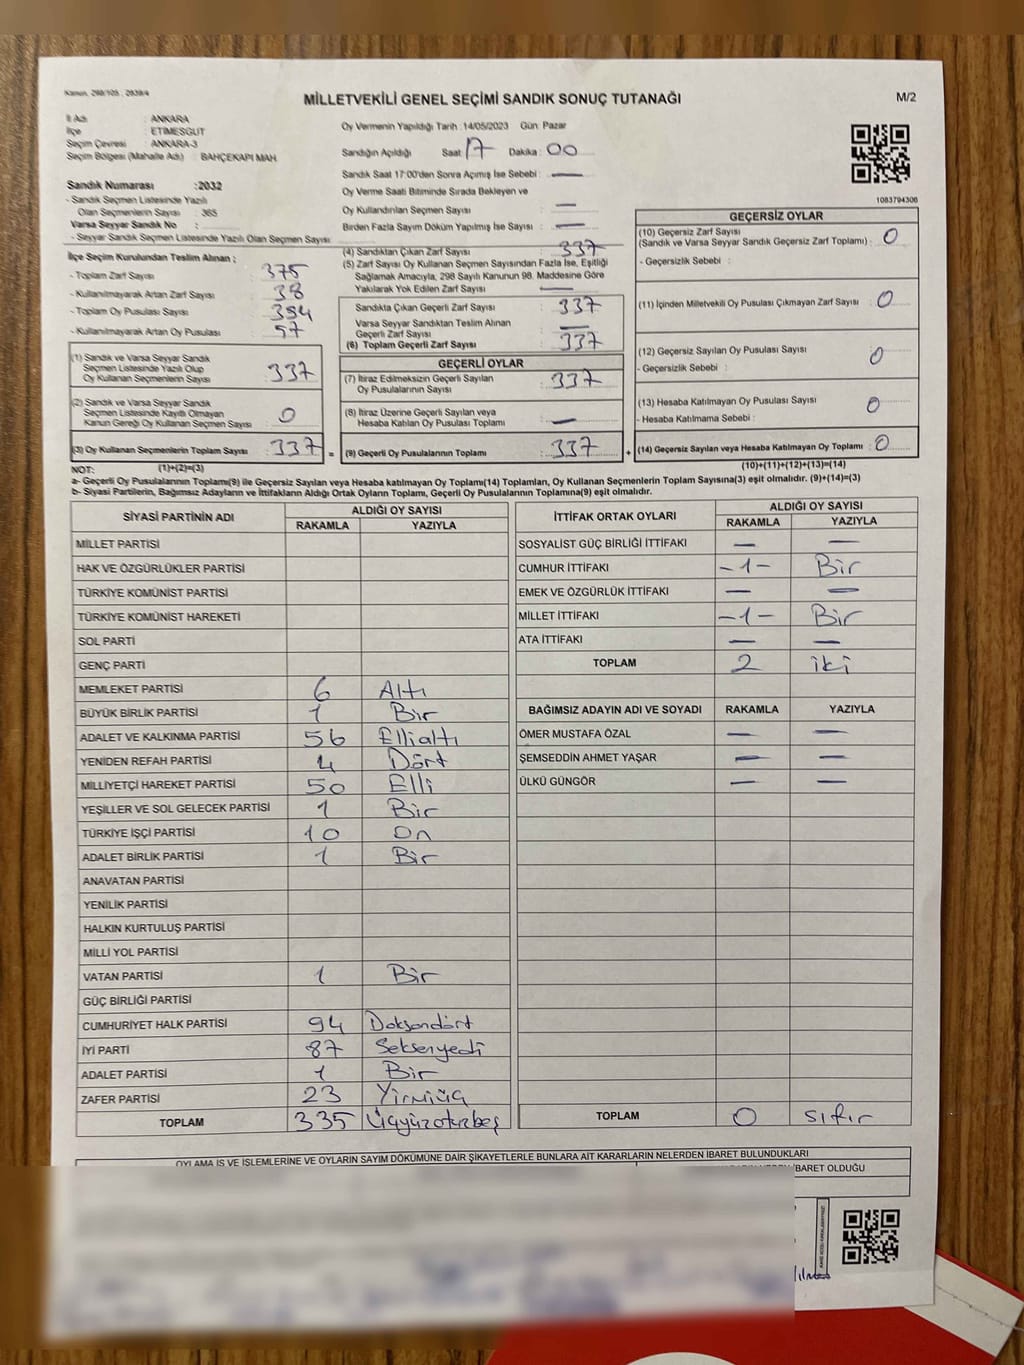 Kanun, 298/105 ; 2839/4
MİLLETVEKİLİ GENEL SEÇİMİ SANDIK SONUÇ TUTANAĞI
M/2
İl Adı : ANKARA
İlçe : ETİMESGUT
Seçim Çevresi : ANKARA-3
Seçim Bölgesi (Mahalle Adı) : BAHÇEKAPI MAH.
Sandık Numarası :2032
- Sandık Seçmen Listesinde Yazılı
Olan Seçmenlerin Sayısı : 365
Varsa Seyyar Sandık No :
- Seyyar Sandık Seçmen Listesinde Yazılı Olan Seçmen Sayısı
İlçe Seçim Kurulundan Teslim Alınan ;
- Toplam Zarf Sayısı : 375
- Kullanılmayarak Artan Zarf Sayısı : 38
- Toplam Oy Pusulası Sayısı : 394
- Kullanılmayarak Artan Oy Pusulası : 57
(1) Sandık ve Varsa Seyyar Sandık
Seçmen Listesinde Yazılı Olup
Oy Kullanan Seçmenlerin Sayısı : 337
(2) Sandık ve Varsa Seyyar Sandık
Seçmen Listesinde Kayıtlı Olmayan
Kanun Gereği Oy Kullanan Seçmen Sayısı : 0
(3) Oy Kullanan Seçmenlerin Toplam Sayısı : 337 =
Oy Vermenin Yapıldığı Tarih :14/05/2023 Gün: Pazar
Sandığın Açıldığı Saat : 17 Dakika : 00
Sandık Saat 17:00'den Sonra Açımış İse Sebebi : —
Oy Verme Saati Bitiminde Sırada Bekleyen ve
Oy Kullandırılan Seçmen Sayısı : —
Birden Fazla Sayım Döküm Yapılmış İse Sayısı : —
(4) Sandıktan Çıkan Zarf Sayısı : 337
(5) Zarf Sayısı Oy Kullanan Seçmen Sayısından Fazla İse, Eşitliği
Sağlamak Amacıyla, 298 Sayılı Kanunun 98. Maddesine Göre
Yakılarak Yok Edilen Zarf Sayısı : —
Sandıkta Çıkan Geçerli Zarf Sayısı : 337
Varsa Seyyar Sandıktan Teslim Alınan
Geçerli Zarf Sayısı : —
(6) Toplam Geçerli Zarf Sayısı : 337
GEÇERLİ OYLAR
(7) İtiraz Edilmeksizin Geçerli Sayılan
Oy Pusulalarının Sayısı : 337
(8) İtiraz Üzerine Geçerli Sayılan veya
Hesaba Katılan Oy Pusulası Toplamı : —
(9) Geçerli Oy Pusulalarının Toplamı : 337 +
1083794306
GEÇERSİZ OYLAR
(10) Geçersiz Zarf Sayısı
(Sandık ve Varsa Seyyar Sandık Geçersiz Zarf Toplamı) : 0
- Geçersizlik Sebebi :
(11) İçinden Milletvekili Oy Pusulası Çıkmayan Zarf Sayısı : 0
(12) Geçersiz Sayılan Oy Pusulası Sayısı : 0
- Geçersizlik Sebebi :
(13) Hesaba Katılmayan Oy Pusulası Sayısı : 0
- Hesaba Katılmama Sebebi :
(14) Geçersiz Sayılan veya Hesaba Katılmayan Oy Toplamı : 0
NOT: (1)+(2)=(3) (10)+(11)+(12)+(13)=(14)
a- Geçerli Oy Pusulalarının Toplamı(9) ile Geçersiz Sayılan veya Hesaba katılmayan Oy Toplamı(14) Toplamları, Oy Kullanan Seçmenlerin Toplam Sayısına(3) eşit olmalıdır. (9)+(14)=(3)
b- Siyasi Partilerin, Bağımsız Adayların ve İttifakların Aldığı Ortak Oyların Toplamı, Geçerli Oy Pusulalarının Toplamına(9) eşit olmalıdır.
SİYASİ PARTİNİN ADI ALDIĞI OY SAYISI
RAKAMLA YAZIYLA
MİLLET PARTİSİ
HAK VE ÖZGÜRLÜKLER PARTİSİ
TÜRKİYE KOMÜNİST PARTİSİ
TÜRKİYE KOMÜNİST HAREKETİ
SOL PARTİ
GENÇ PARTİ
MEMLEKET PARTİSİ 6 Altı
BÜYÜK BİRLİK PARTİSİ 1 Bir
ADALET VE KALKINMA PARTİSİ 56 Ellialtı
YENİDEN REFAH PARTİSİ 4 Dört
MİLLİYETÇİ HAREKET PARTİSİ 50 Elli
YEŞİLLER VE SOL GELECEK PARTİSİ 1 Bir
TÜRKİYE İŞÇİ PARTİSİ 10 On
ADALET BİRLİK PARTİSİ 1 Bir
ANAVATAN PARTİSİ
YENİLİK PARTİSİ
HALKIN KURTULUŞ PARTİSİ
MİLLİ YOL PARTİSİ
VATAN PARTİSİ 1 Bir
GÜÇ BİRLİĞİ PARTİSİ
CUMHURİYET HALK PARTİSİ 94 Doksandört
İYİ PARTİ 87 Seksenyedi
ADALET PARTİSİ 1 Bir
ZAFER PARTİSİ 23 Yirmiüç
TOPLAM 335 Üçyüzotuzbeş
İTTİFAK ORTAK OYLARI ALDIĞI OY SAYISI
RAKAMLA YAZIYLA
SOSYALİST GÜÇ BİRLİĞİ İTTİFAKI — —
CUMHUR İTTİFAKI -1- Bir
EMEK VE ÖZGÜRLÜK İTTİFAKI — —
MİLLET İTTİFAKI -1- Bir
ATA İTTİFAKI — —
TOPLAM 2 iki
BAĞIMSIZ ADAYIN ADI VE SOYADI RAKAMLA YAZIYLA
ÖMER MUSTAFA ÖZAL — —
ŞEMSEDDİN AHMET YAŞAR — —
ÜLKÜ GÜNGÖR — —
TOPLAM 0 sıfır
OYLAMA İŞ VE İŞLEMLERİNE VE OYLARIN SAYIM DÖKÜMÜNE DAİR ŞİKAYETLERLE BUNLARA AİT KARARLARIN NELERDEN İBARET BULUNDUKLARI
İBARET OLDUĞU